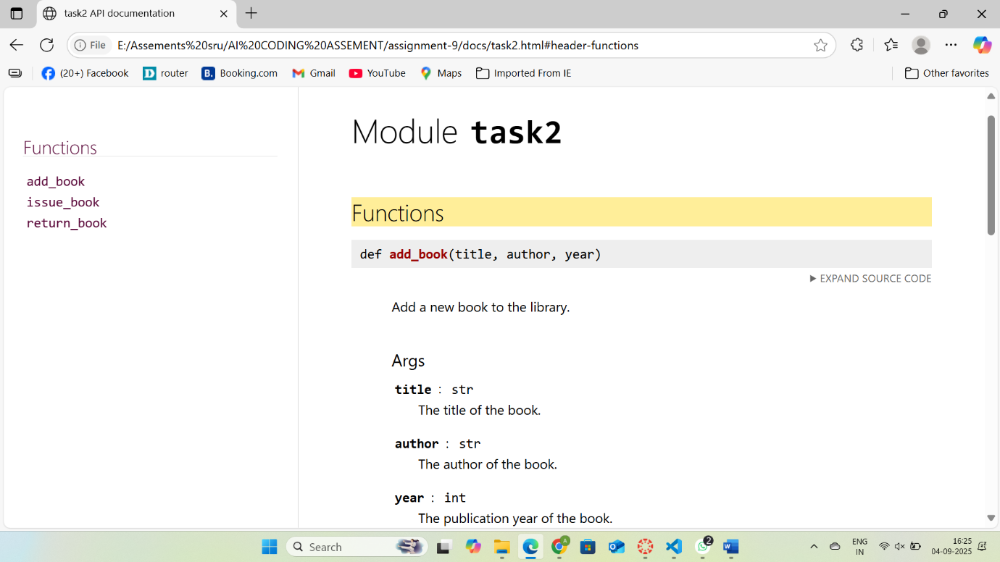 task2 API documentation
File
E:/Assements%20sru/AI%20CODING%20ASSEMENT/assignment-9/docs/task2.html#header-functions
(20+) Facebook
router
Booking.com
Gmail
YouTube
Maps
Imported From IE
Other favorites
Functions
add_book
issue_book
return_book
Module task2
Functions
def add_book(title, author, year)
▶ EXPAND SOURCE CODE
Add a new book to the library.
Args
title : str
The title of the book.
author : str
The author of the book.
year : int
The publication year of the book.
Search
A
2
ENG
IN
16:25
04-09-2025